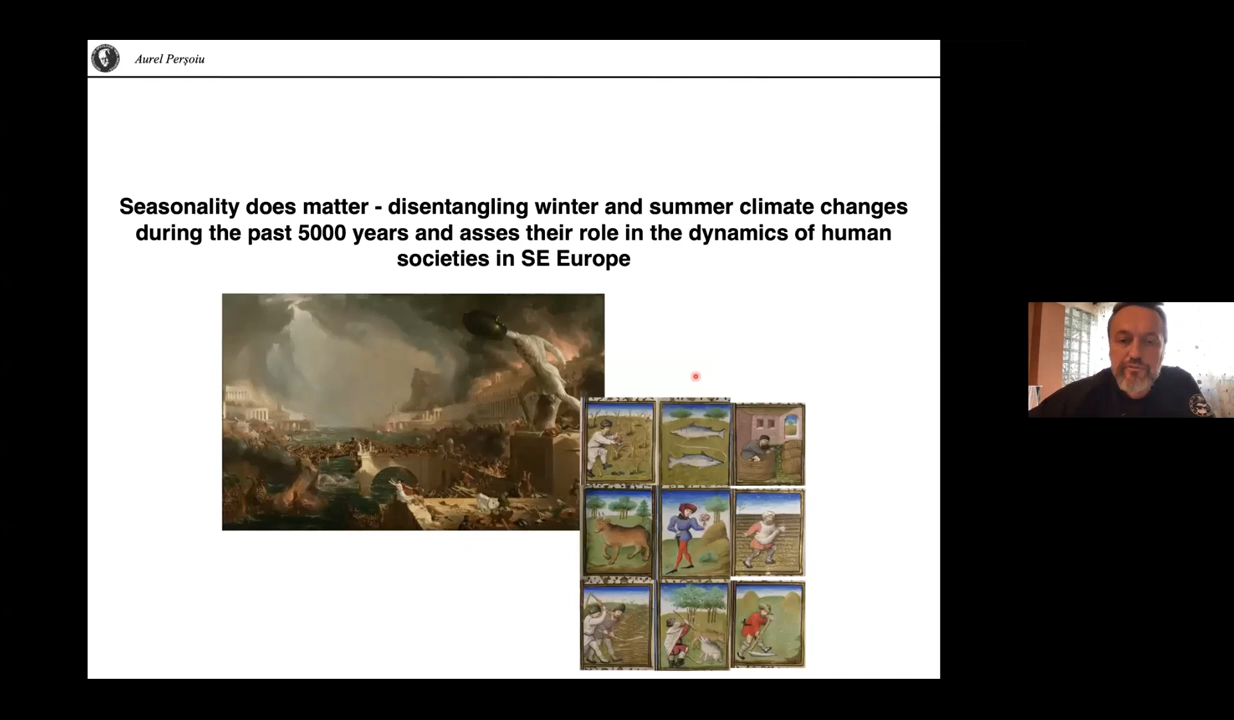 Aurel Perșoiu
Seasonality does matter - disentangling winter and summer climate changes
during the past 5000 years and asses their role in the dynamics of human
societies in SE Europe